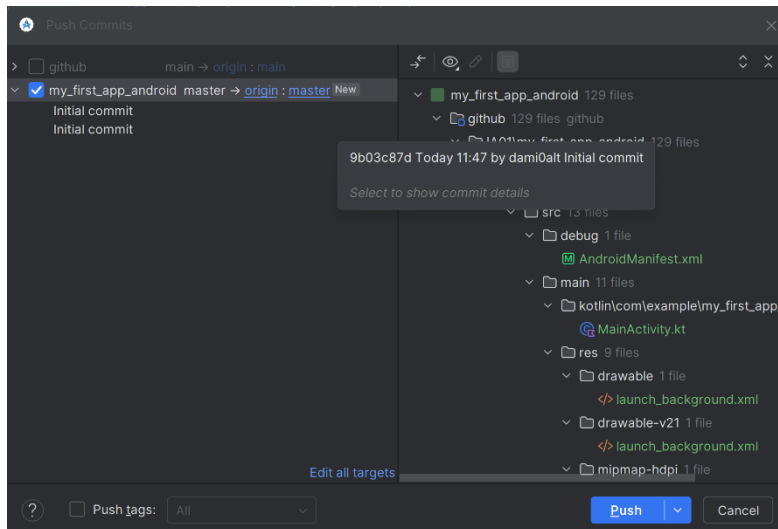 Push Commits
github main → origin : main
my_first_app_android master → origin : master New
Initial commit
Initial commit
Edit all targets
my_first_app_android 129 files
github 129 files github
129 files
9b03c87d Today 11:47 by dami0alt Initial commit
Select to show commit details
src 13 files
debug 1 file
AndroidManifest.xml
main 11 files
kotlin\com\example\my_first_app
MainActivity.kt
res 9 files
drawable 1 file
launch_background.xml
drawable-v21 1 file
launch_background.xml
mipmap-hdpi 1 file
? Push tags: All
Push
Cancel